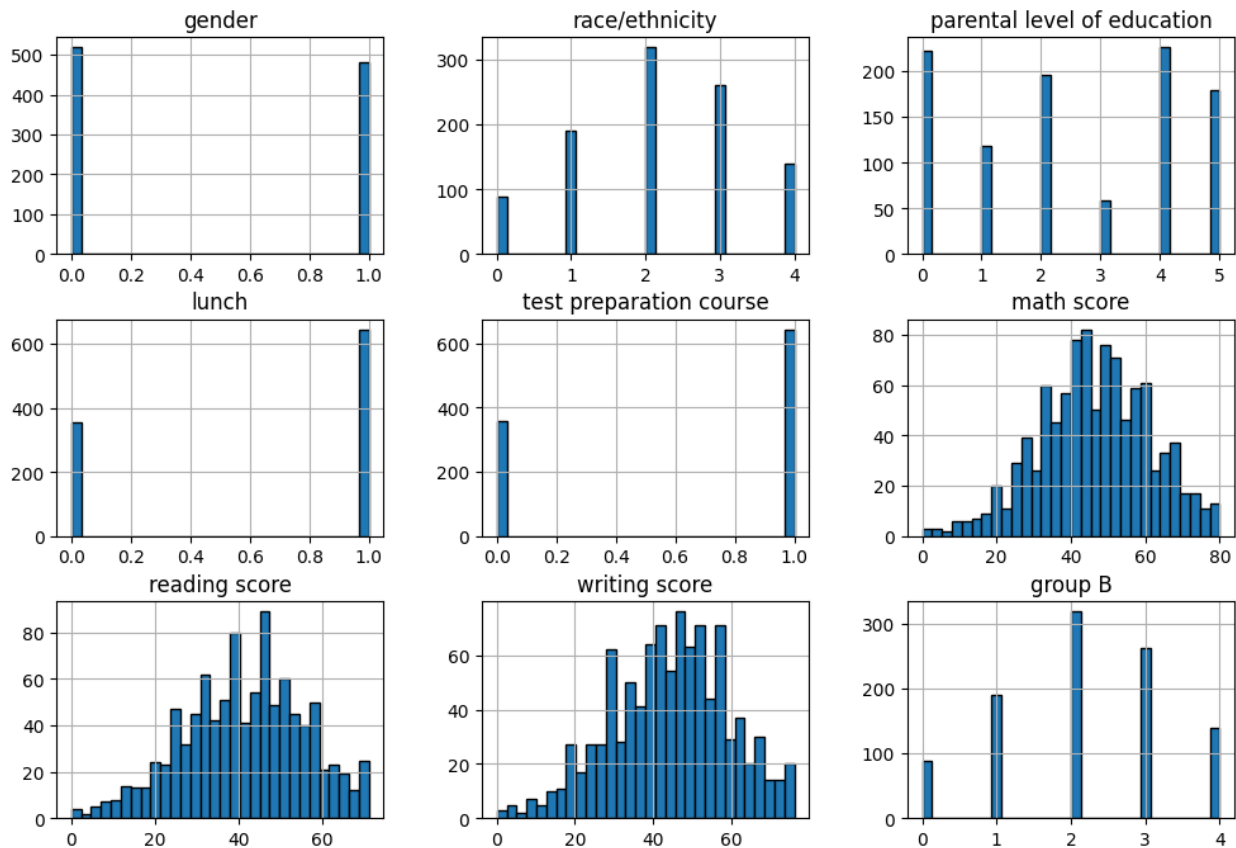 gender
race/ethnicity
parental level of education
500
400
300
200
100
0
0.0 0.2 0.4 0.6 0.8 1.0
300
200
100
0
0 1 2 3 4
200
150
100
50
0
0 1 2 3 4 5
lunch
test preparation course
math score
600
400
200
0
0.0 0.2 0.4 0.6 0.8 1.0
600
400
200
0
0.0 0.2 0.4 0.6 0.8 1.0
80
60
40
20
0
0 20 40 60 80
reading score
writing score
group B
80
60
40
20
0
0 20 40 60
60
40
20
0
0 20 40 60
300
200
100
0
0 1 2 3 4